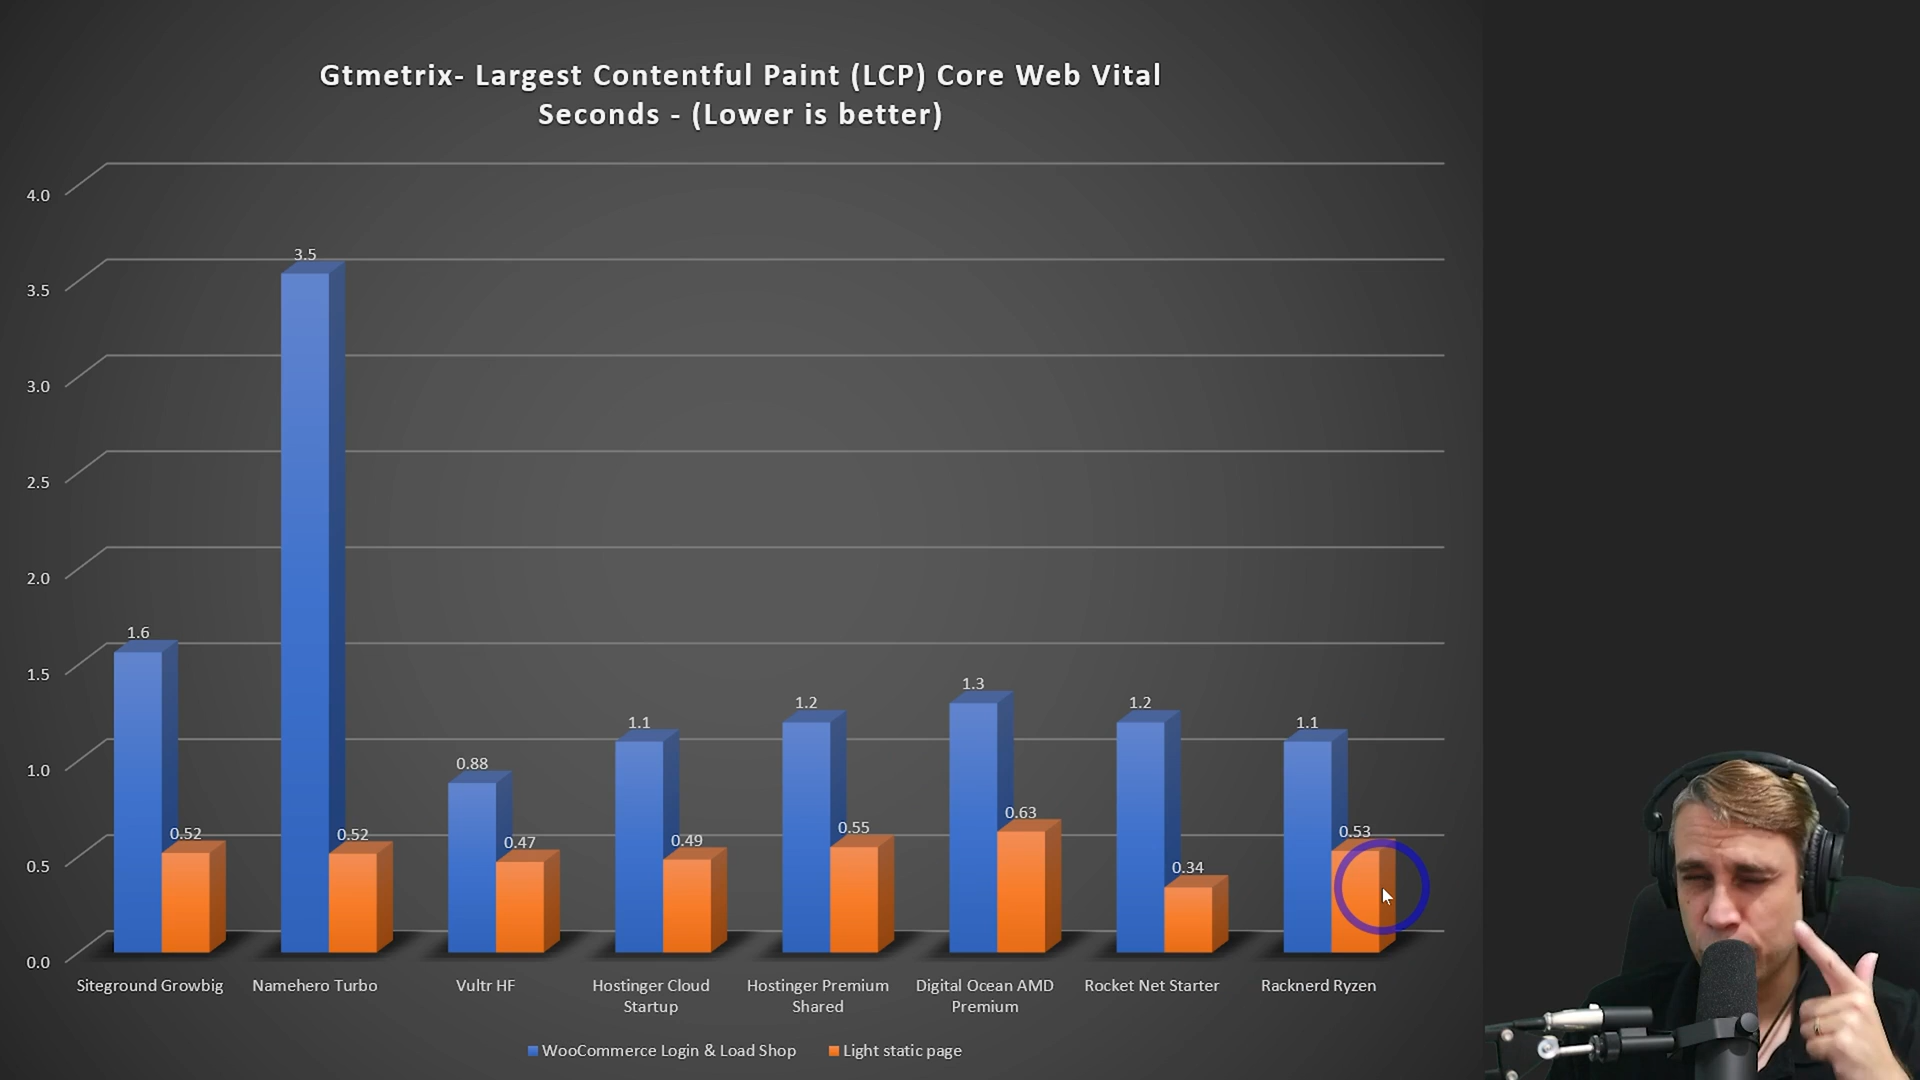 Gtmetrix- Largest Contentful Paint (LCP) Core Web Vital
Seconds - (Lower is better)
4.0
3.5
3.0
2.5
2.0
1.5
1.0
0.5
0.0
1.6
0.52
3.5
0.52
0.88
0.47
1.1
0.49
1.2
0.55
1.3
0.63
1.2
0.34
1.1
0.53
Siteground Growbig
Namehero Turbo
Vultr HF
Hostinger Cloud
Startup
Hostinger Premium
Shared
Digital Ocean AMD
Premium
Rocket Net Starter
Racknerd Ryzen
WooCommerce Login & Load Shop
Light static page